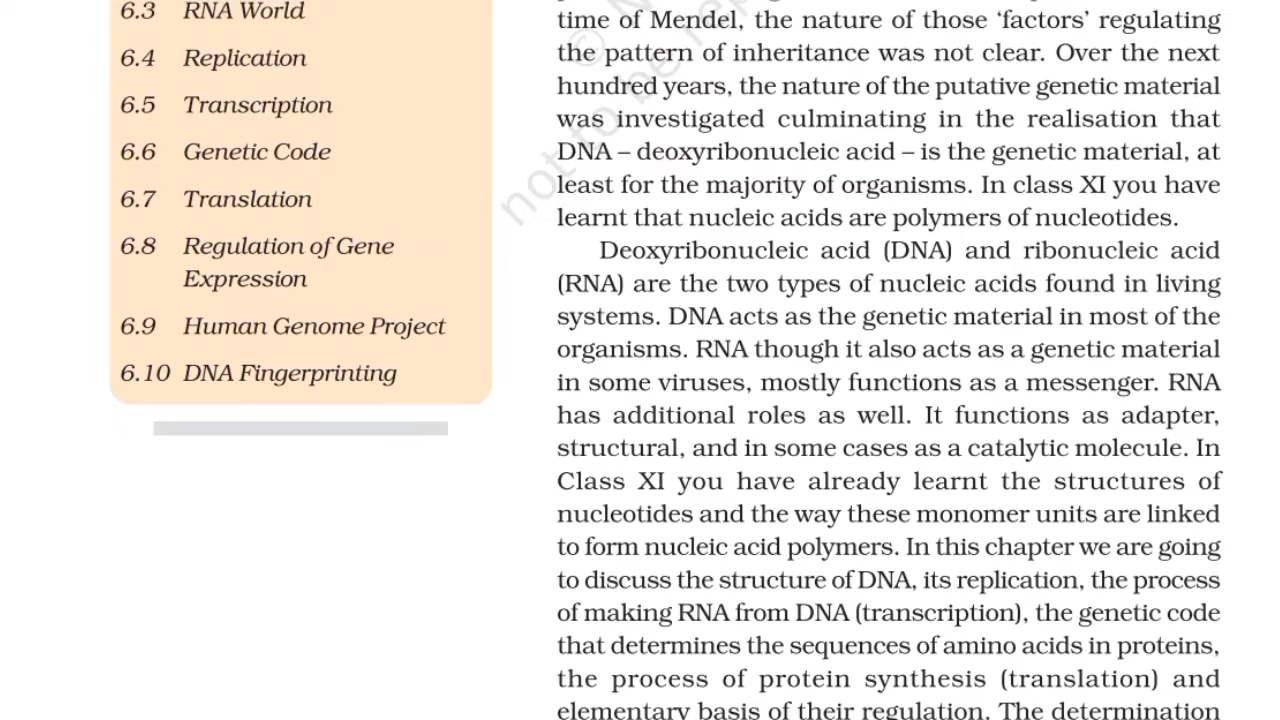 6.3 RNA World
6.4 Replication
6.5 Transcription
6.6 Genetic Code
6.7 Translation
6.8 Regulation of Gene
Expression
6.9 Human Genome Project
6.10 DNA Fingerprinting
time of Mendel, the nature of those ‘factors’ regulating
the pattern of inheritance was not clear. Over the next
hundred years, the nature of the putative genetic material
was investigated culminating in the realisation that
DNA – deoxyribonucleic acid – is the genetic material, at
least for the majority of organisms. In class XI you have
learnt that nucleic acids are polymers of nucleotides.
Deoxyribonucleic acid (DNA) and ribonucleic acid
(RNA) are the two types of nucleic acids found in living
systems. DNA acts as the genetic material in most of the
organisms. RNA though it also acts as a genetic material
in some viruses, mostly functions as a messenger. RNA
has additional roles as well. It functions as adapter,
structural, and in some cases as a catalytic molecule. In
Class XI you have already learnt the structures of
nucleotides and the way these monomer units are linked
to form nucleic acid polymers. In this chapter we are going
to discuss the structure of DNA, its replication, the process
of making RNA from DNA (transcription), the genetic code
that determines the sequences of amino acids in proteins,
the process of protein synthesis (translation) and
elementary basis of their regulation. The determination
© N
not to be rep